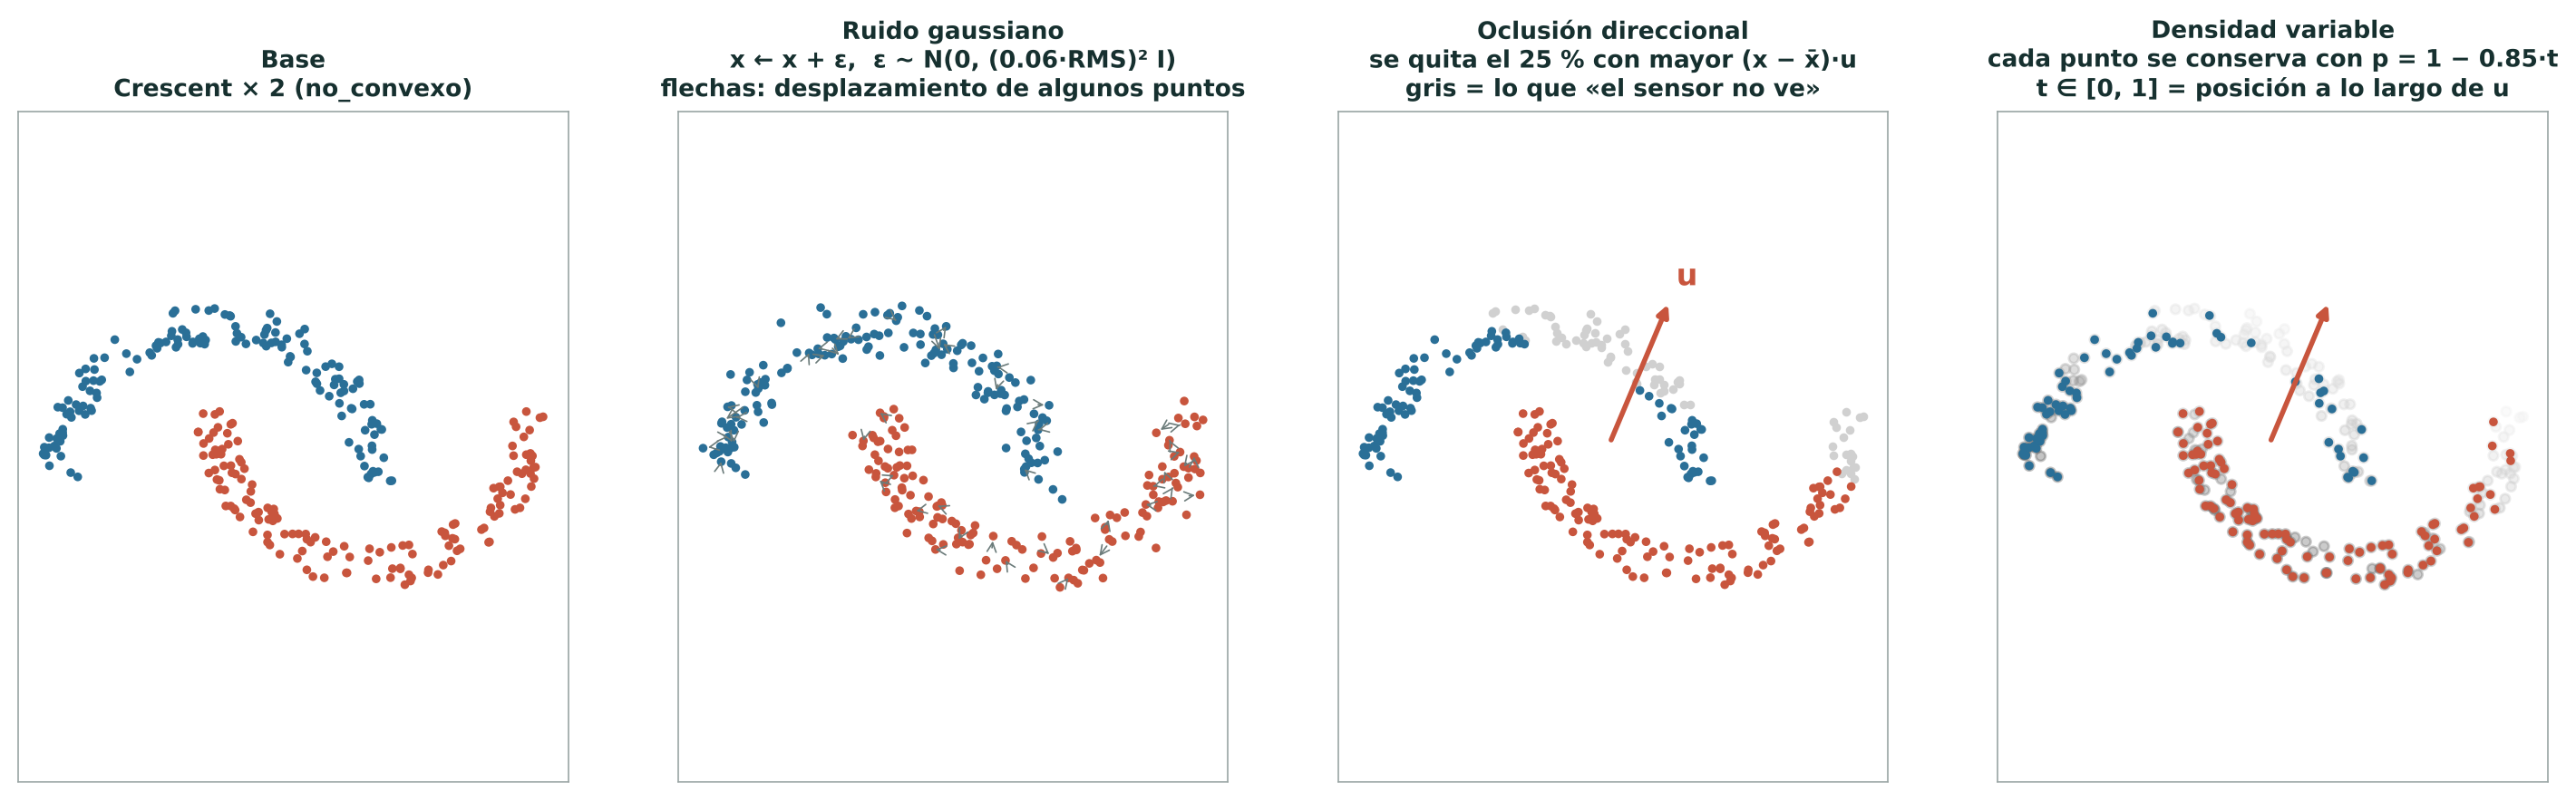 Base
Crescent × 2 (no_convexo)
Ruido gaussiano
x ← x + ε,  ε ~ N(0, (0.06·RMS)² I)
flechas: desplazamiento de algunos puntos
Oclusión direccional
se quita el 25 % con mayor (x − x̄)·u
gris = lo que «el sensor no ve»
u
Densidad variable
cada punto se conserva con p = 1 − 0.85·t
t ∈ [0, 1] = posición a lo largo de u